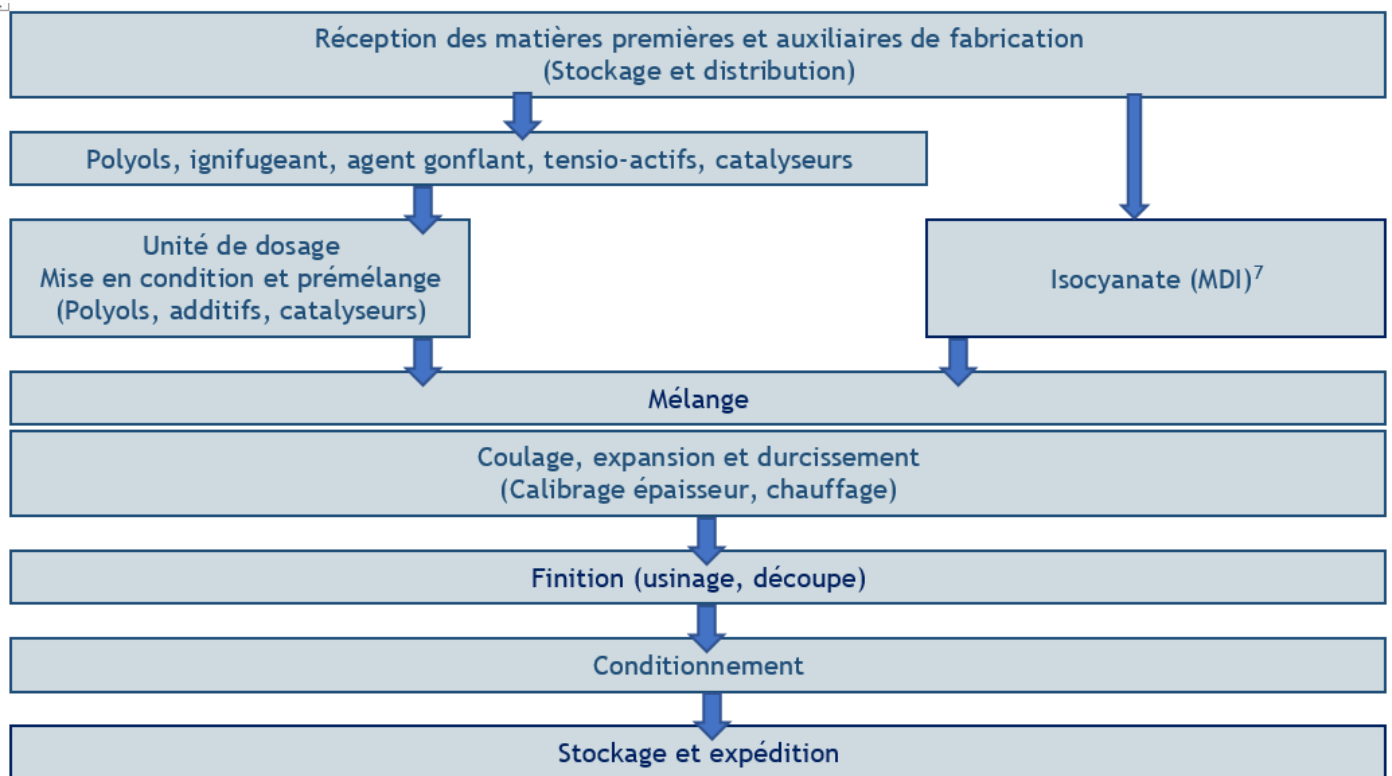 Réception des matières premières et auxiliaires de fabrication
(Stockage et distribution)
Polyols, ignifugeant, agent gonflant, tensio-actifs, catalyseurs
Unité de dosage
Mise en condition et prémélange
(Polyols, additifs, catalyseurs)
Isocyanate (MDI)⁷
Mélange
Coulage, expansion et durcissement
(Calibrage épaisseur, chauffage)
Finition (usinage, découpe)
Conditionnement
Stockage et expédition